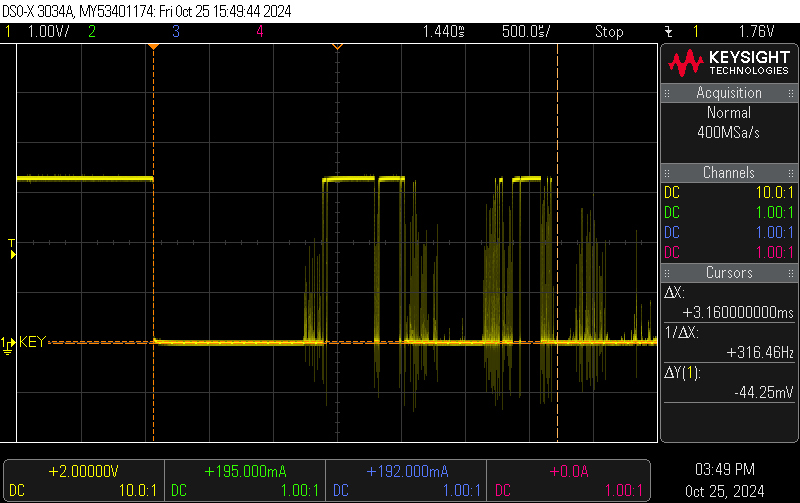 DSO-X 3034A, MY53401174: Fri Oct 25 15:49:44 2024
1 1.00V/ 2 3 4 1.440s 500.0us/ Stop 1 1.76V
KEYSIGHT
TECHNOLOGIES
Acquisition
Normal
400MSa/s
Channels
DC 10.0:1
DC 1.00:1
DC 1.00:1
DC 1.00:1
Cursors
ΔX:
+3.160000000ms
1/ΔX:
+316.46Hz
ΔY(1):
-44.25mV
T
1 KEY
+2.00000V +195.000mA +192.000mA +0.0A
DC 10.0:1 DC 1.00:1 DC 1.00:1 DC 1.00:1
03:49 PM
Oct 25, 2024